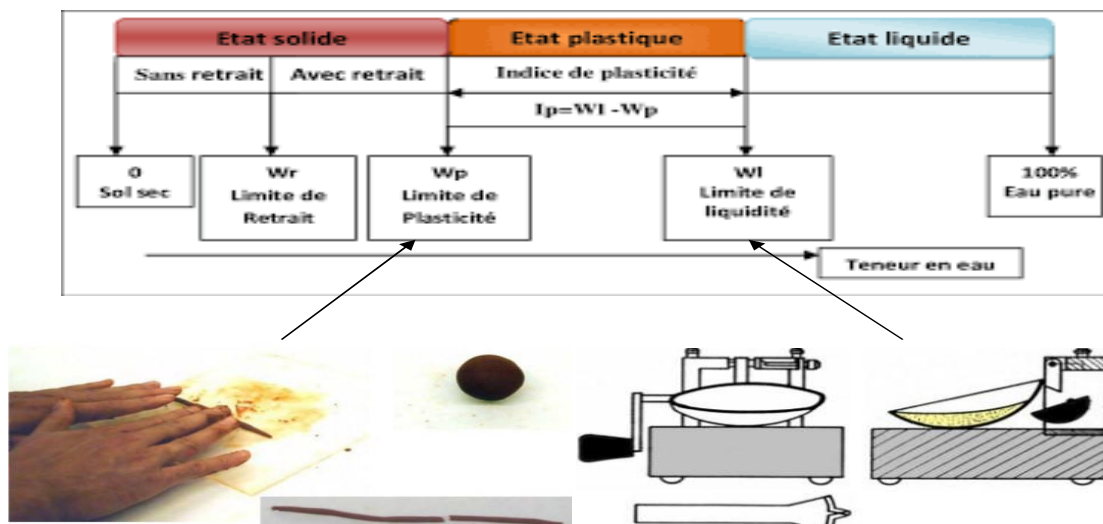 Etat solide
Etat plastique
Etat liquide
Sans retrait
Avec retrait
Indice de plasticité
Ip=Wl -Wp
0
Sol sec
Wr
Limite de
Retrait
Wp
Limite de
Plasticité
Wl
Limite de
liquidité
100%
Eau pure
Teneur en eau